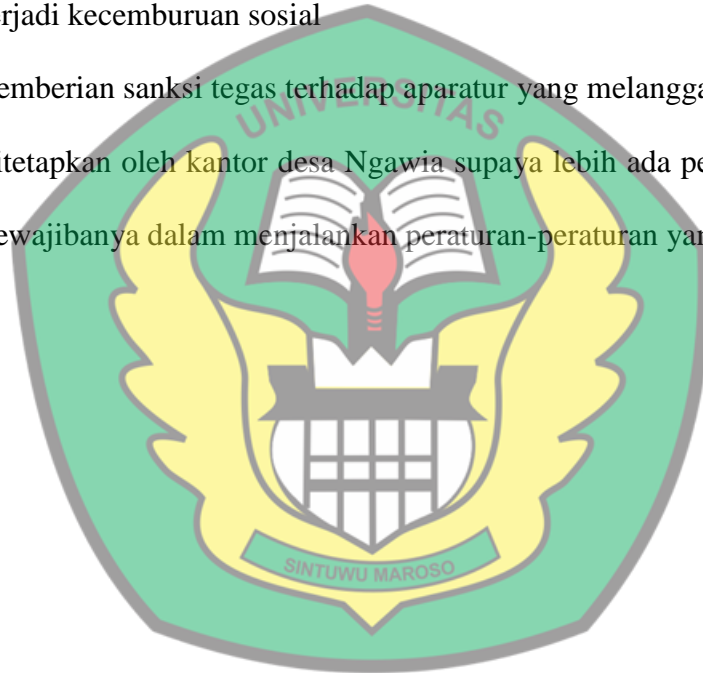 erjadi kecemburuan sosial
emberian sanksi tegas terhadap aparatur yang melangga
UNIVERSITAS
itetapkan oleh kantor desa Ngawia supaya lebih ada pe
ewajibanya dalam menjalankan peraturan-peraturan yan
SINTUWU MAROSO